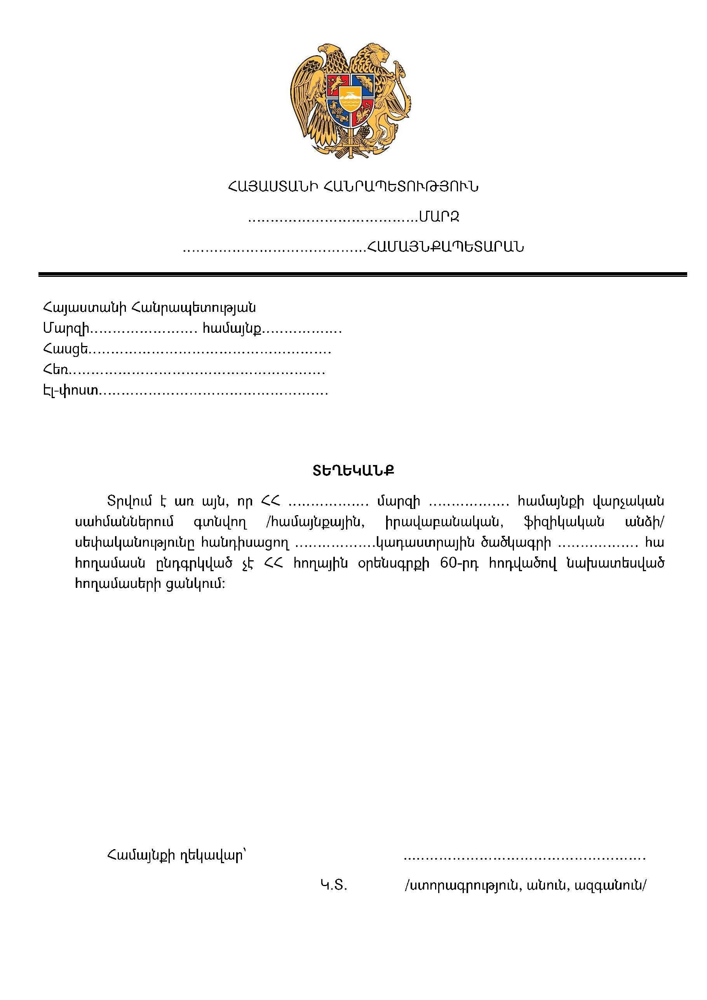 ՀԱՅԱՍՏԱՆԻ ՀԱՆՐԱՊԵՏՈՒԹՅՈՒՆ
......................................ՄԱՐԶ
.........................................ՀԱՄԱՅՆՔԱՊԵՏԱՐԱՆ
Հայաստանի Հանրապետության
Մարզի........................ համայնք..................
Հասցե......................................................
Հեռ.........................................................
Էլ-փոստ...................................................
ՏԵՂԵԿԱՆՔ
Տրվում է առ այն, որ ՀՀ .................. մարզի .................. համայնքի վարչական
սահմաններում գտնվող /համայնքային, իրավաբանական, ֆիզիկական անձի/
սեփականությունը հանդիսացող ..................կադաստրային ծածկագրի .................. հա
հողամասն ընդգրկված չէ ՀՀ հողային օրենսգրքի 60-րդ հոդվածով նախատեսված
հողամասերի ցանկում:
Համայնքի ղեկավար՝ ......................................................
Կ.Տ. /ստորագրություն, անուն, ազգանուն/